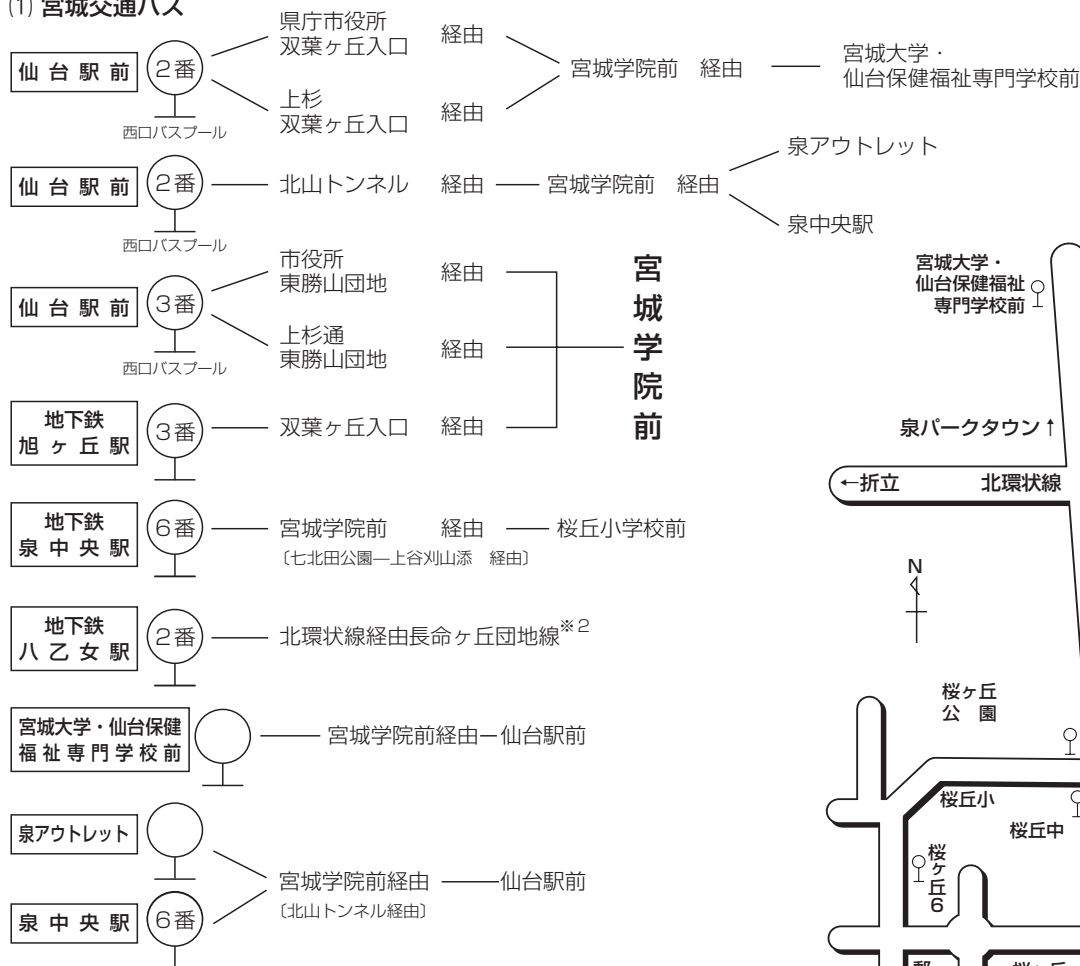 (1) 宮城交通バス
仙台駅前
2番
西口バスプール
県庁市役所
双葉ヶ丘入口
経由
上杉
双葉ヶ丘入口
経由
宮城学院前 経由
宮城大学・
仙台保健福祉専門学校前
仙台駅前
2番
西口バスプール
北山トンネル 経由
宮城学院前 経由
泉アウトレット
泉中央駅
仙台駅前
3番
西口バスプール
市役所
東勝山団地
経由
上杉通
東勝山団地
経由
地下鉄
旭ヶ丘駅
3番
双葉ヶ丘入口 経由
宮城学院前
地下鉄
泉中央駅
6番
宮城学院前 経由
桜丘小学校前
〔七北田公園―上谷刈山添 経由〕
地下鉄
八乙女駅
2番
北環状線経由長命ヶ丘団地線※2
宮城大学・仙台保健
福祉専門学校前
宮城学院前経由―仙台駅前
泉アウトレット
泉中央駅
6番
宮城学院前経由
仙台駅前
〔北山トンネル経由〕
宮城大学・
仙台保健福祉
専門学校前
泉パークタウン↑
←折立
北環状線
N
桜ヶ丘
公園
桜丘小
桜丘中
桜ヶ丘6